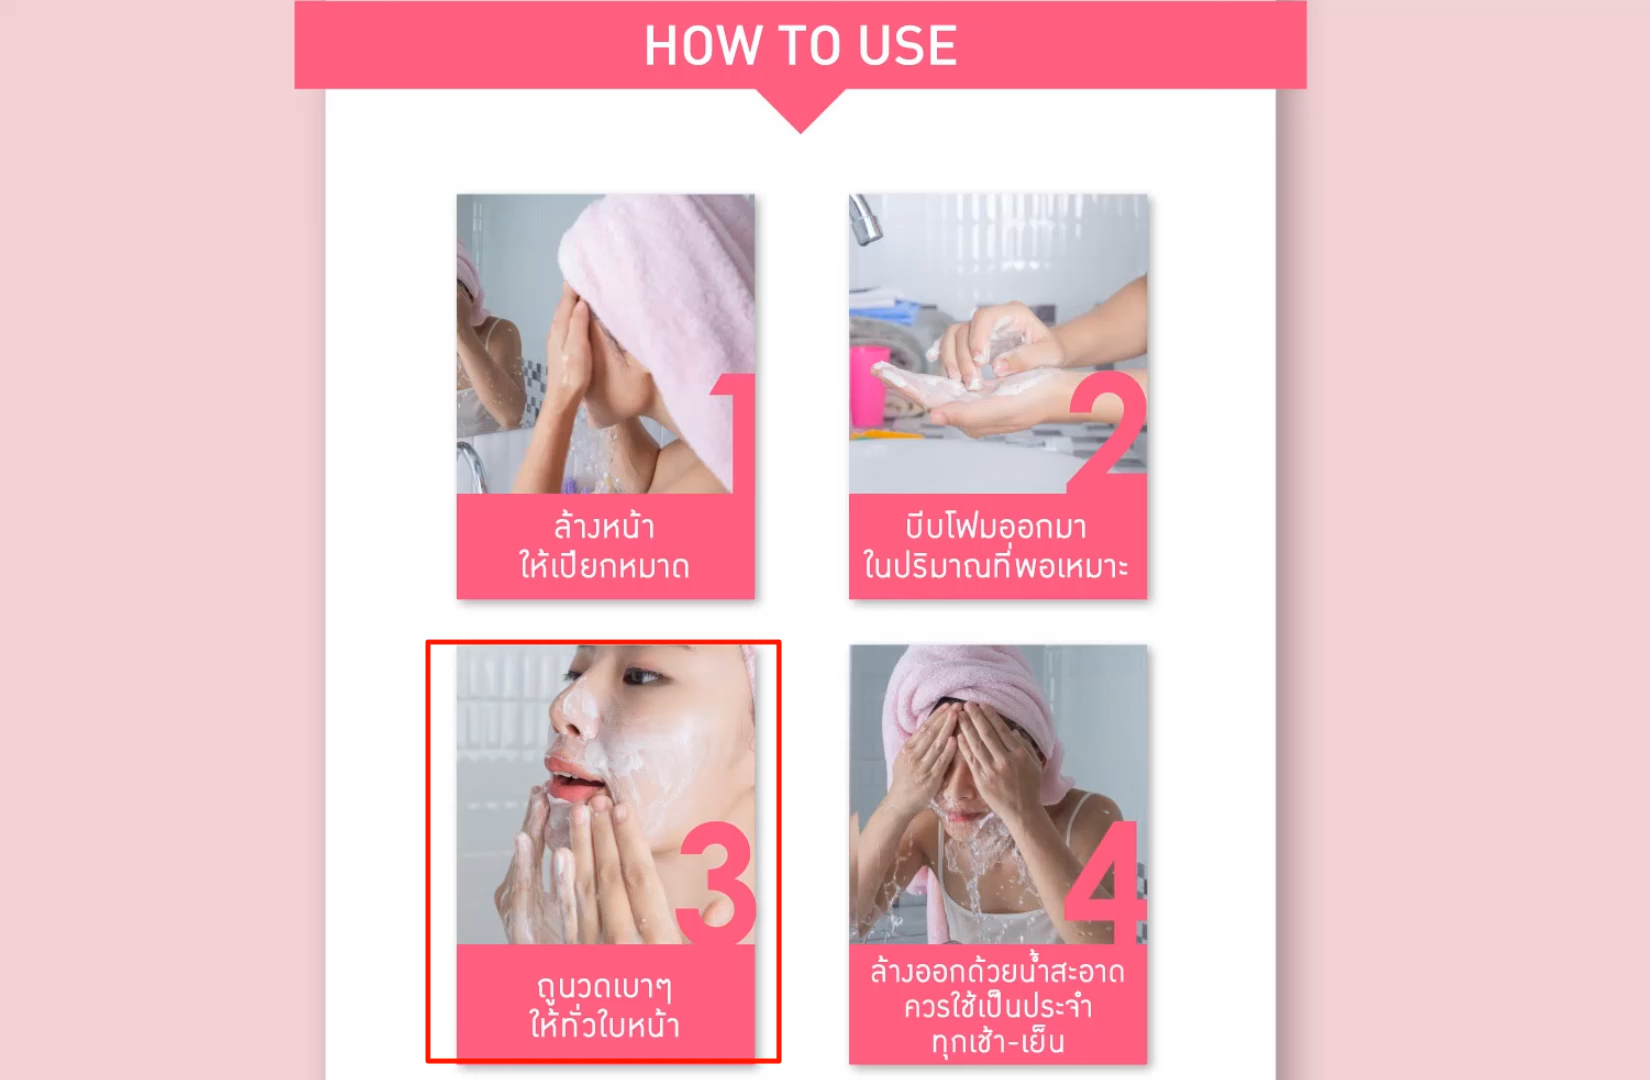 HOW TO USE
1
ล้างหน้า
ให้เปียกหมาด
2
บีบโฟมออกมา
ในปริมาณที่พอเหมาะ
3
ถูนวดเบาๆ
ให้ทั่วใบหน้า
4
ล้างออกด้วยน้ำสะอาด
ควรใช้เป็นประจำ
ทุกเช้า-เย็น